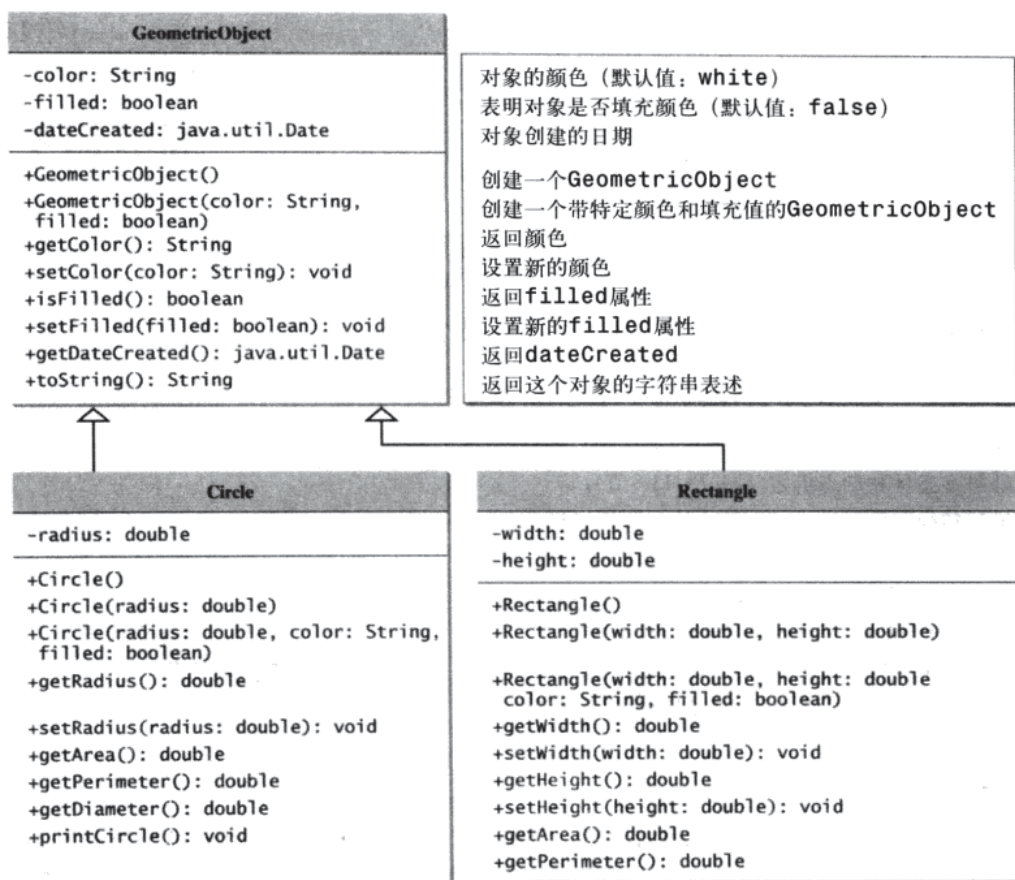 GeometricObject
-color: String
-filled: boolean
-dateCreated: java.util.Date
+GeometricObject()
+GeometricObject(color: String,
filled: boolean)
+getColor(): String
+setColor(color: String): void
+isFilled(): boolean
+setFilled(filled: boolean): void
+getDateCreated(): java.util.Date
+toString(): String
对象的颜色（默认值：white）
表明对象是否填充颜色（默认值：false）
对象创建的日期
创建一个GeometricObject
创建一个带特定颜色和填充值的GeometricObject
返回颜色
设置新的颜色
返回filled属性
设置新的filled属性
返回dateCreated
返回这个对象的字符串表述
Circle
-radius: double
+Circle()
+Circle(radius: double)
+Circle(radius: double, color: String,
filled: boolean)
+getRadius(): double
+setRadius(radius: double): void
+getArea(): double
+getPerimeter(): double
+getDiameter(): double
+printCircle(): void
Rectangle
-width: double
-height: double
+Rectangle()
+Rectangle(width: double, height: double)
+Rectangle(width: double, height: double
color: String, filled: boolean)
+getWidth(): double
+setWidth(width: double): void
+getHeight(): double
+setHeight(height: double): void
+getArea(): double
+getPerimeter(): double